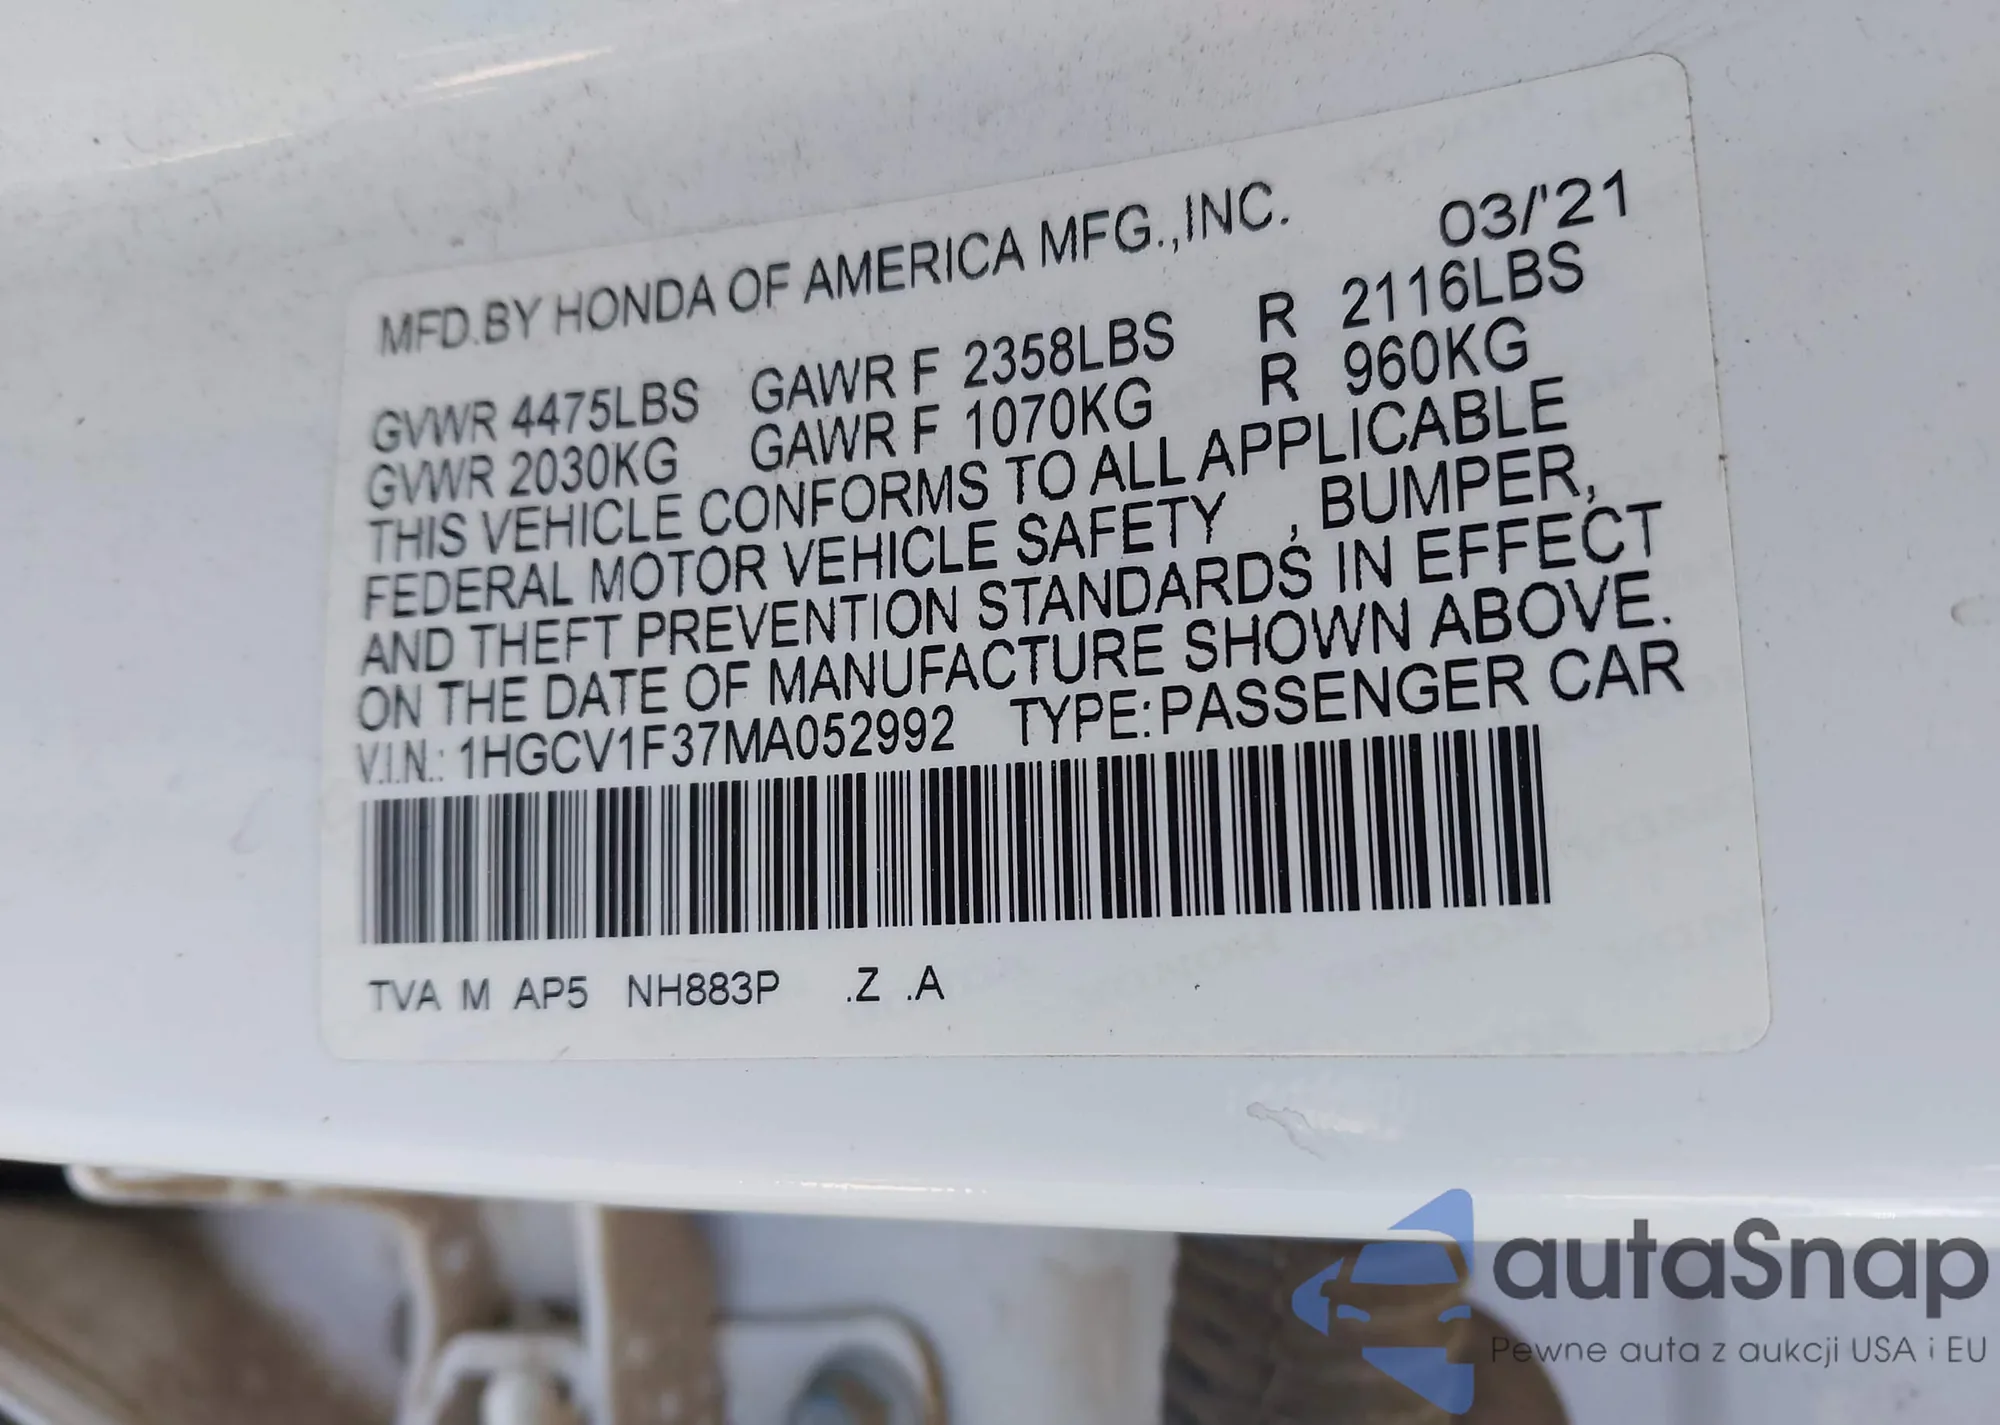 MFD.BY HONDA OF AMERICA MFG.,INC. 03/'21
GVWR 4475LBS GAWR F 2358LBS R 2116LBS
GVWR 2030KG GAWR F 1070KG R 960KG
THIS VEHICLE CONFORMS TO ALL APPLICABLE
FEDERAL MOTOR VEHICLE SAFETY , BUMPER,
AND THEFT PREVENTION STANDARDS IN EFFECT
ON THE DATE OF MANUFACTURE SHOWN ABOVE.
V.I.N.: 1HGCV1F37MA052992 TYPE:PASSENGER CAR
TVA M AP5 NH883P .Z .A
autaSnap
Pewne auta z aukcji USA i EU